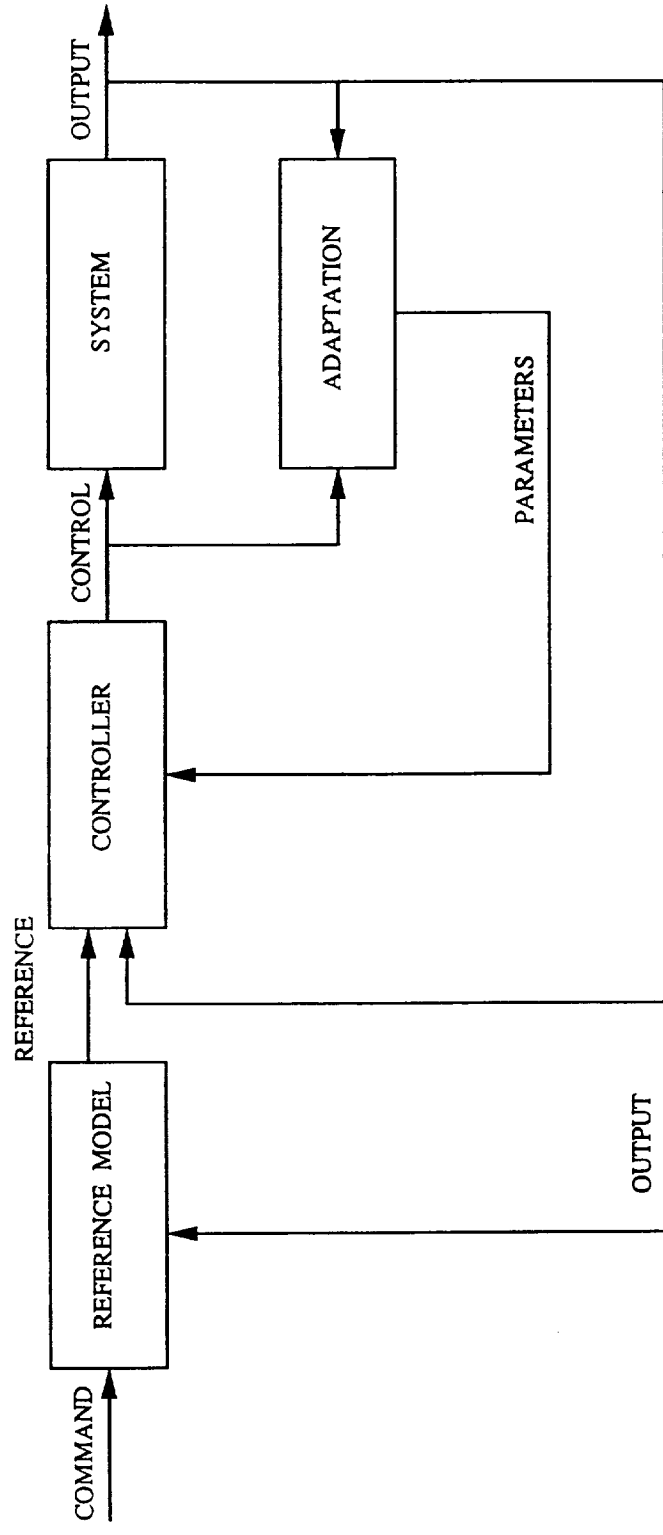 COMMAND
REFERENCE MODEL
REFERENCE
CONTROLLER
CONTROL
SYSTEM
OUTPUT
ADAPTATION
PARAMETERS
OUTPUT